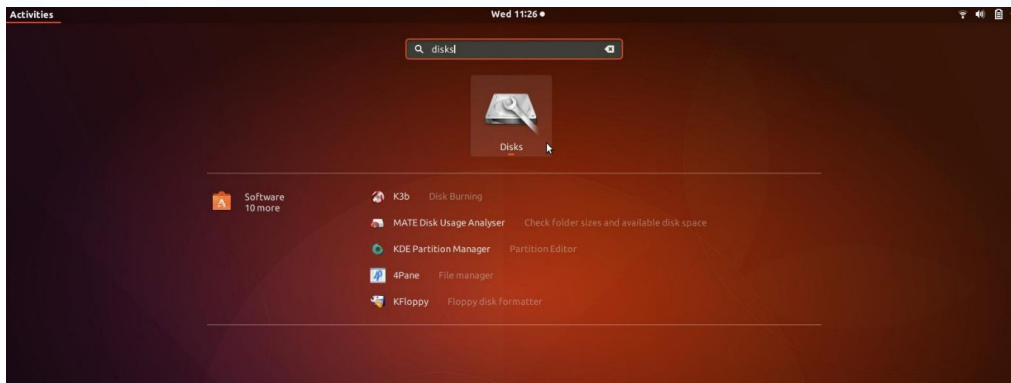 Activities
Wed 11:26
disks
Disks
Software
10 more
K3b Disk Burning
MATE Disk Usage Analyser Check folder sizes and available disk space
KDE Partition Manager Partition Editor
4Pane File manager
KFloppy Floppy disk formatter